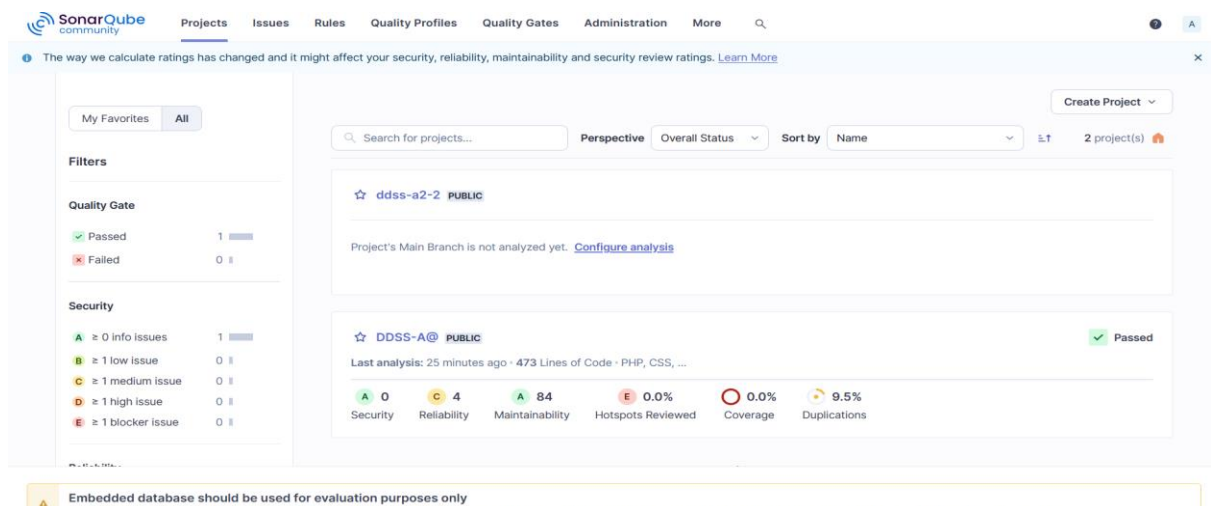 SonarQube
community
Projects Issues Rules Quality Profiles Quality Gates Administration More A
The way we calculate ratings has changed and it might affect your security, reliability, maintainability and security review ratings. Learn More
Create Project
My Favorites All
Search for projects... Perspective Overall Status Sort by Name 2 project(s)
Filters
Quality Gate
Passed 1
Failed 0
Security
A ≥ 0 info issues 1
B ≥ 1 low issue 0
C ≥ 1 medium issue 0
D ≥ 1 high issue 0
E ≥ 1 blocker issue 0
ddss-a2-2 PUBLIC
Project's Main Branch is not analyzed yet. Configure analysis
DDSS-A@ PUBLIC Passed
Last analysis: 25 minutes ago · 473 Lines of Code · PHP, CSS, ...
A 0 C 4 A 84 E 0.0% 0.0% 9.5%
Security Reliability Maintainability Hotspots Reviewed Coverage Duplications
Embedded database should be used for evaluation purposes only